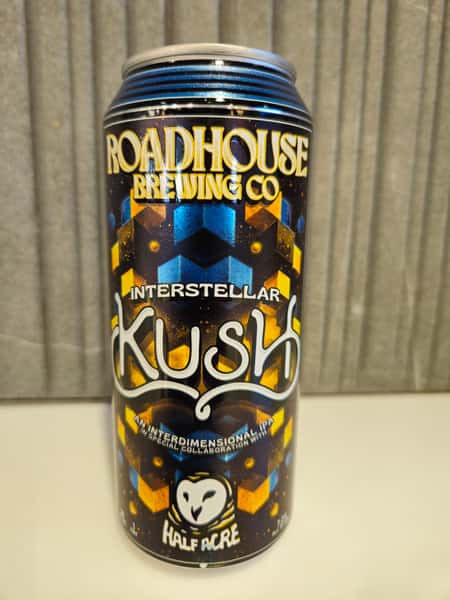 ROADHOUSE
BREWING CO
INTERSTELLAR
KUSH
AN INTERDIMENSIONAL IPA
IN SPECIAL COLLABORATION WITH
HALF ACRE